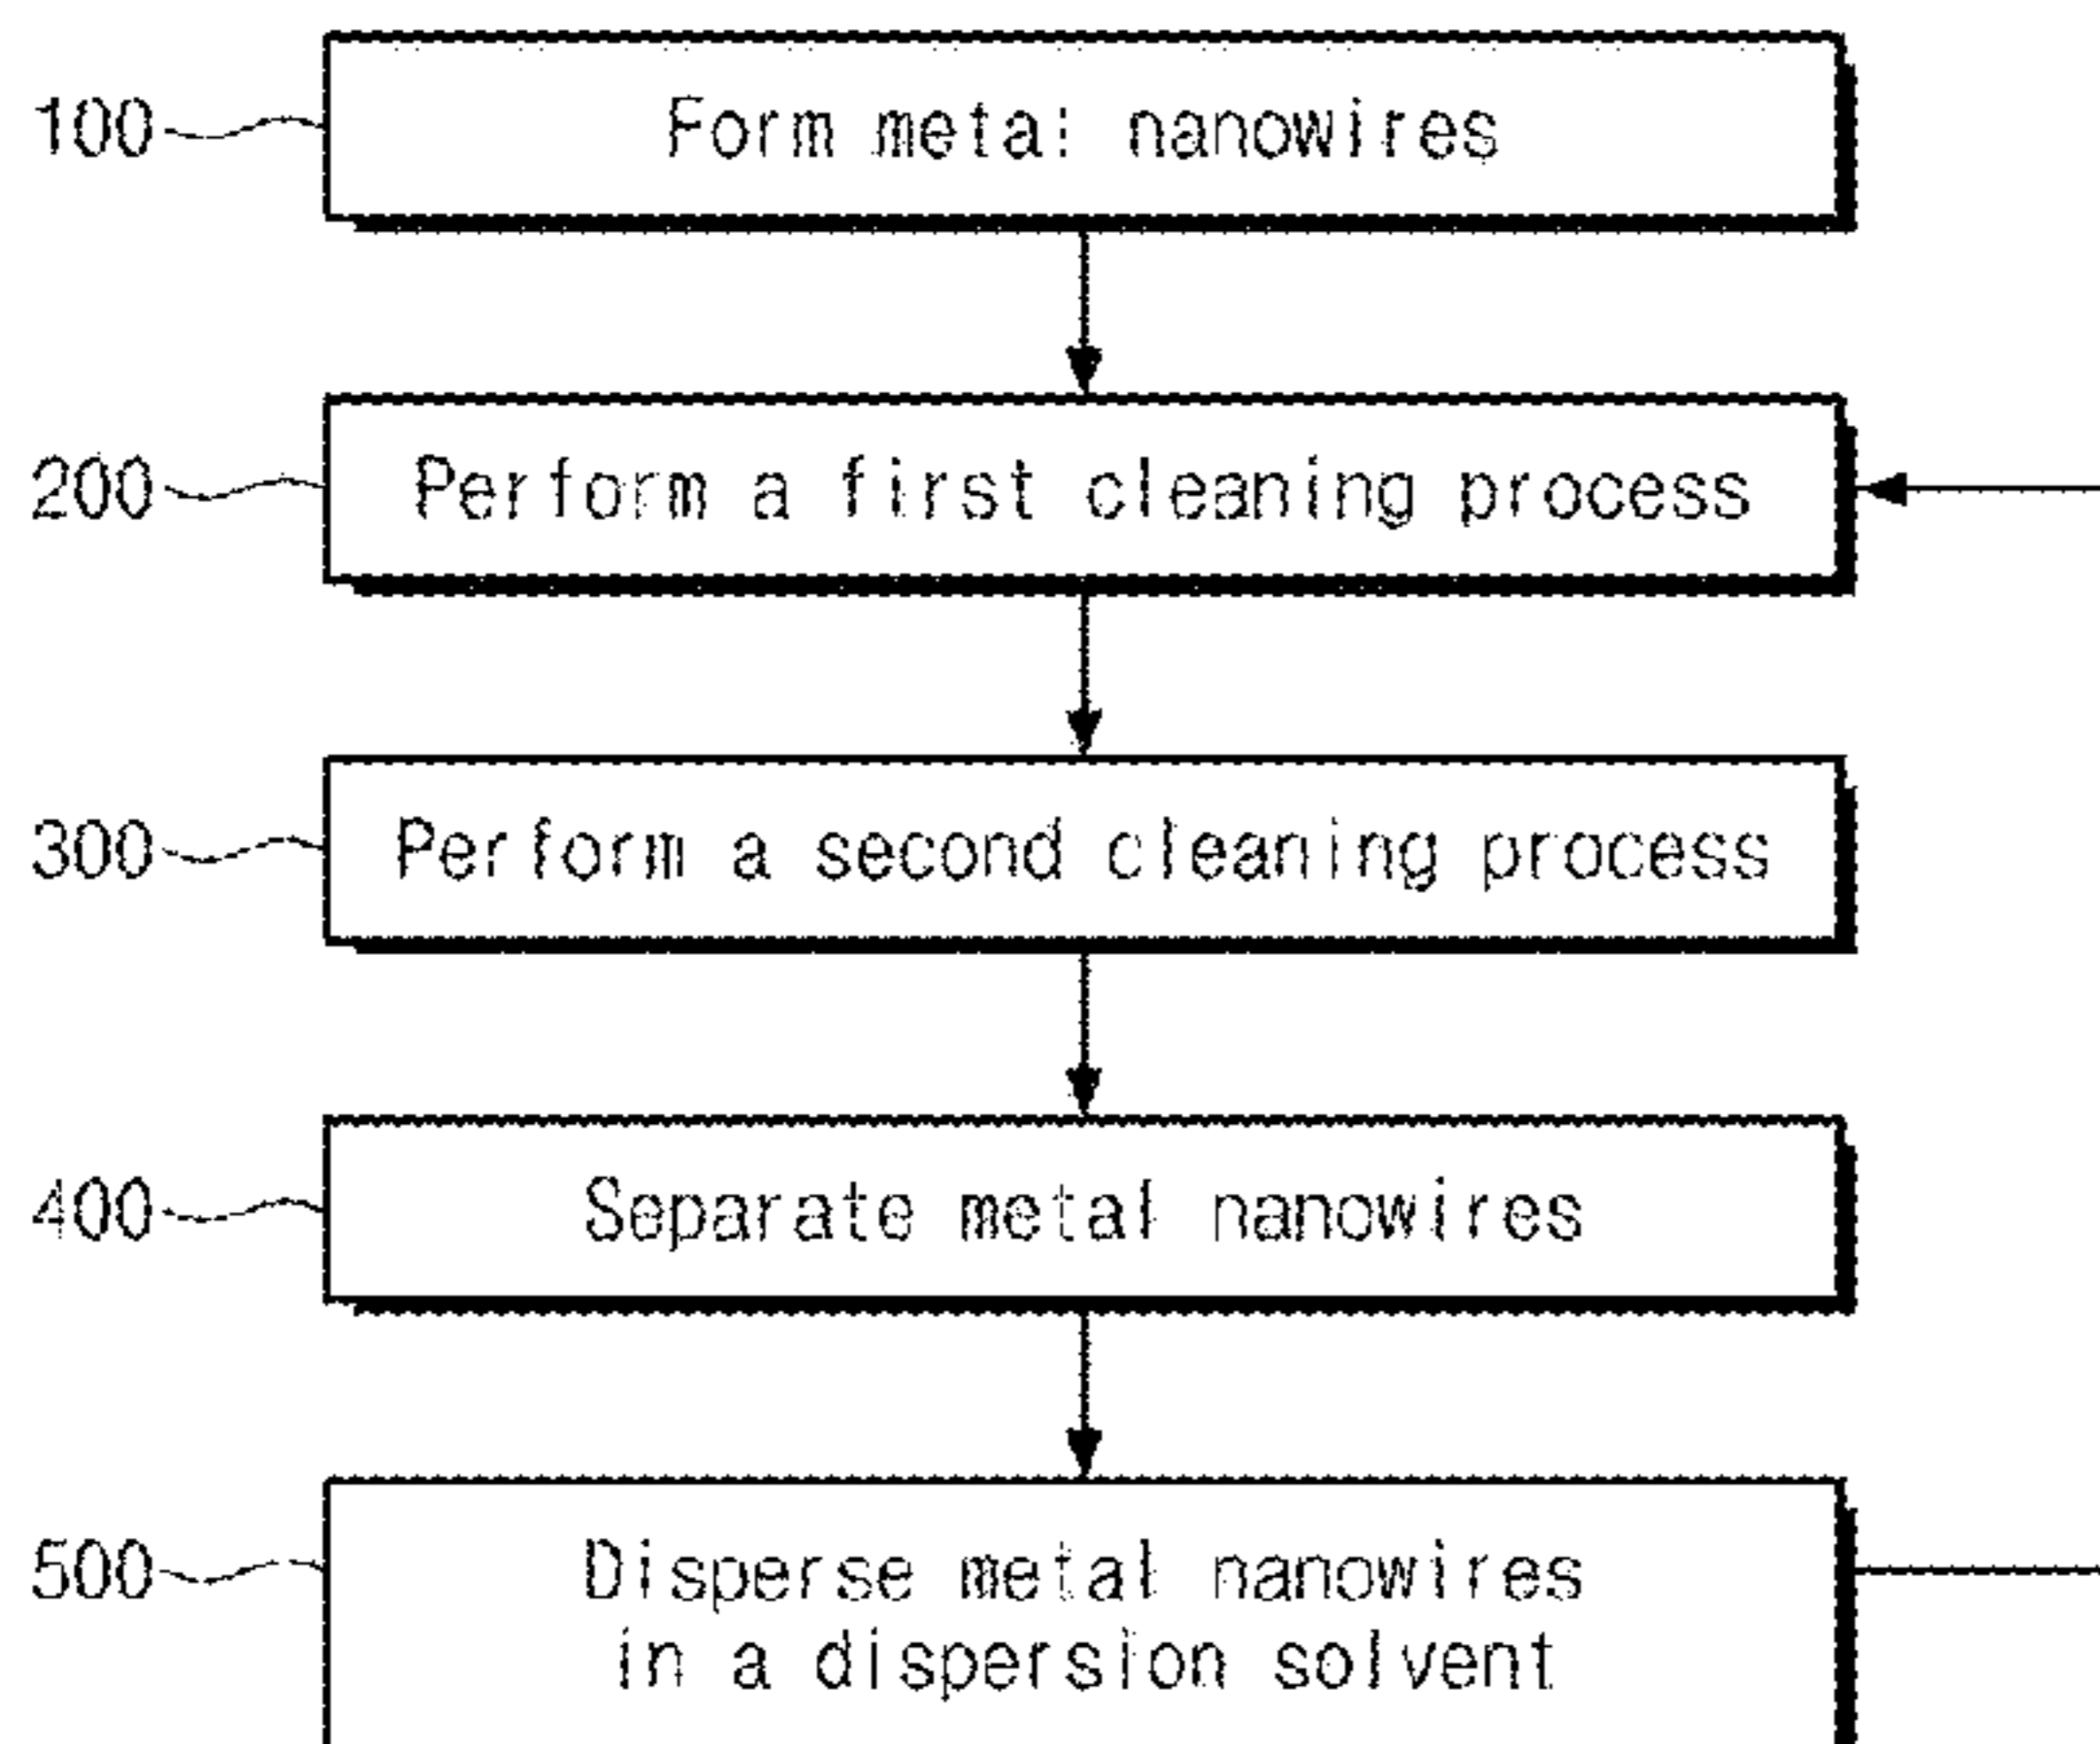 100 Form metal nanowires
200 Perform a first cleaning process
300 Perform a second cleaning process
400 Separate metal nanowires
500 Disperse metal nanowires
in a dispersion solvent